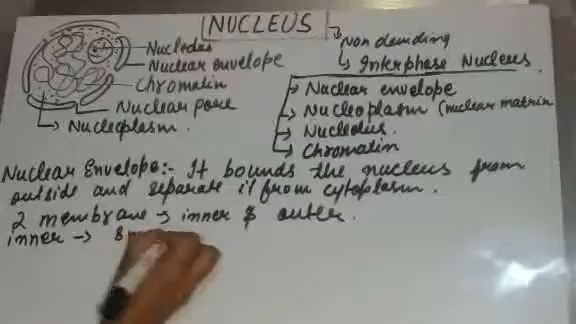 NUCLEUS
Non dividing
Interphase Nucleus
Nucleolus
Nuclear envelope
Chromatin
Nuclear pore
Nucleoplasm.
Nuclear envelope
Nucleoplasm (nuclear matrix
Nucleolus.
Chromatin
Nuclear Envelope:- It bounds the nucleus from
outside and separate it from cytoplasm.
2 membrane → inner & outer.
inner →